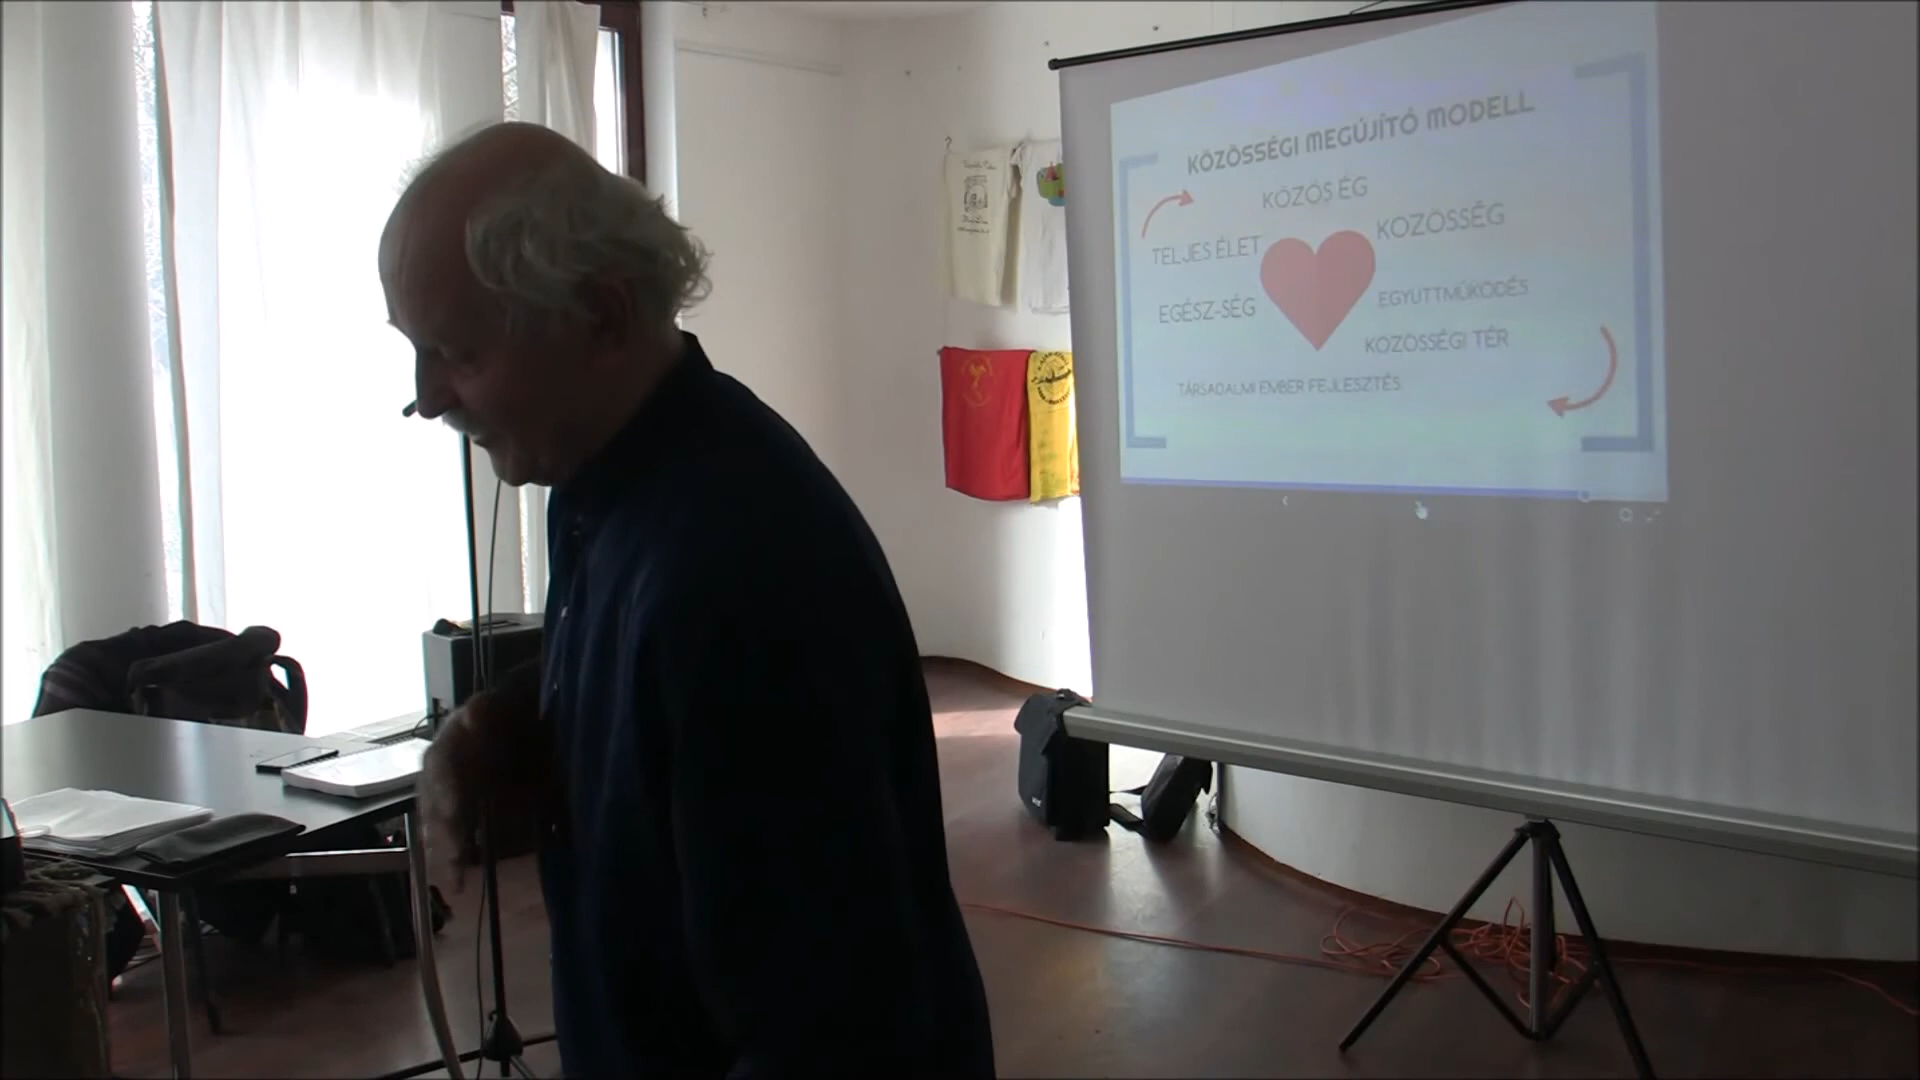 KÖZÖSSÉGI MEGÚJÍTÓ MODELL
KÖZÖS ÉG
KÖZÖSSÉG
TELJES ÉLET
EGÉSZ-SÉG
EGYÜTTMŰKÖDÉS
KÖZÖSSÉGI TÉR
TÁRSADALMI EMBER FEJLESZTÉS